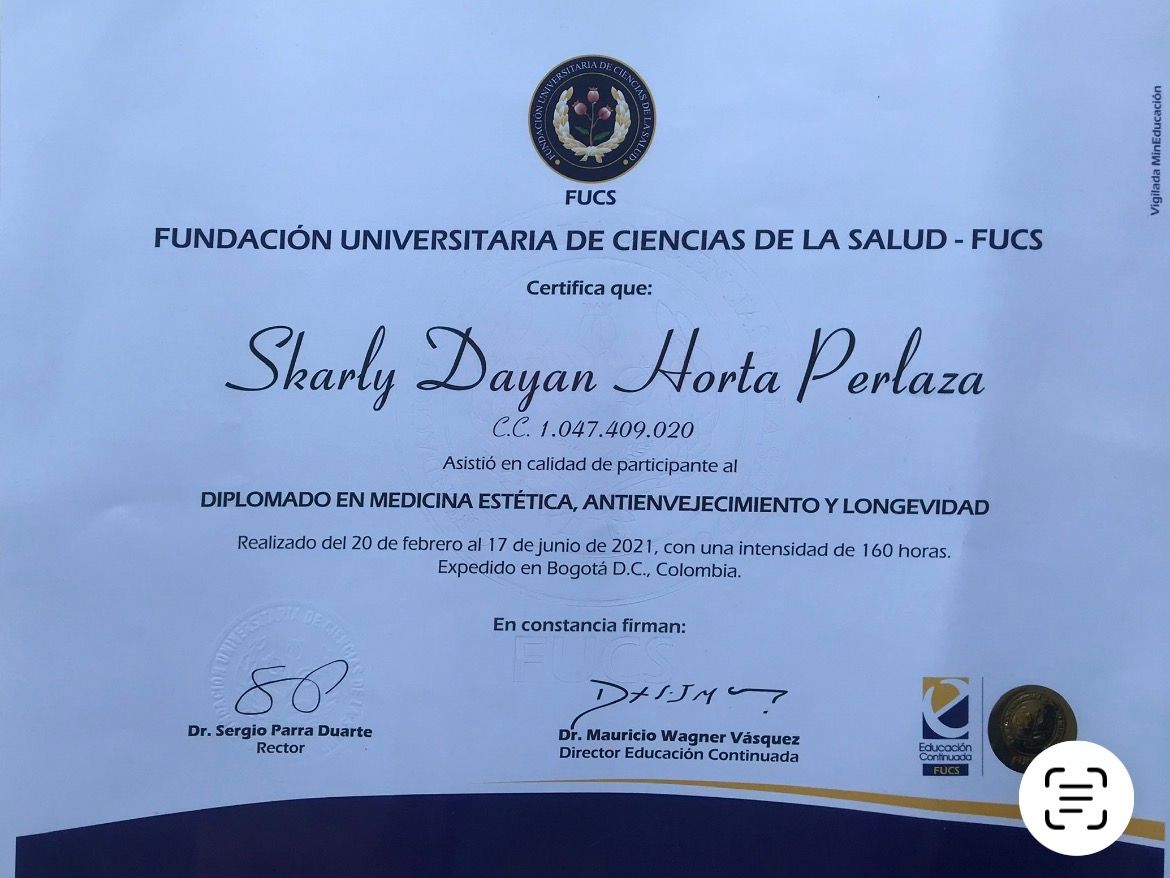 FUNDACIÓN UNIVERSITARIA DE CIENCIAS DE LA SALUD
FUCS
Vigilada MinEducación
FUNDACIÓN UNIVERSITARIA DE CIENCIAS DE LA SALUD - FUCS
Certifica que:
Skarly Dayan Horta Perlaza
C.C. 1.047.409.020
Asistió en calidad de participante al
DIPLOMADO EN MEDICINA ESTÉTICA, ANTIENVEJECIMIENTO Y LONGEVIDAD
Realizado del 20 de febrero al 17 de junio de 2021, con una intensidad de 160 horas.
Expedido en Bogotá D.C., Colombia.
En constancia firman:
FUCS
Dr. Sergio Parra Duarte
Rector
Dr. Mauricio Wagner Vásquez
Director Educación Continuada
Educación
Continuada
FUCS